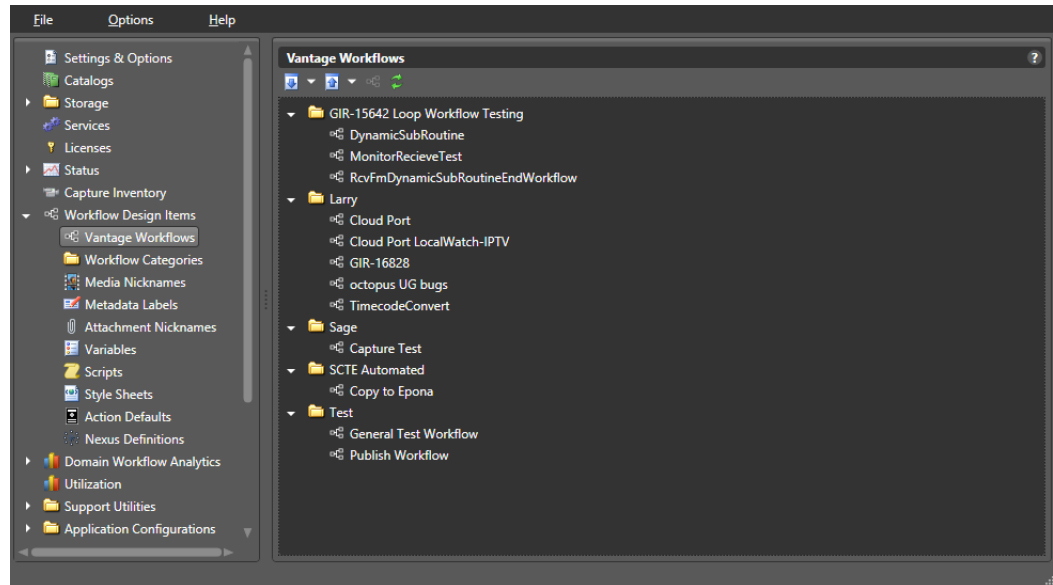 File Options Help
Settings & Options
Catalogs
Storage
Services
Licenses
Status
Capture Inventory
Workflow Design Items
Vantage Workflows
Workflow Categories
Media Nicknames
Metadata Labels
Attachment Nicknames
Variables
Scripts
Style Sheets
Action Defaults
Nexus Definitions
Domain Workflow Analytics
Utilization
Support Utilities
Application Configurations
Vantage Workflows ?
GIR-15642 Loop Workflow Testing
DynamicSubRoutine
MonitorRecieveTest
RcvFmDynamicSubRoutineEndWorkflow
Larry
Cloud Port
Cloud Port LocalWatch-IPTV
GIR-16828
octopus UG bugs
TimecodeConvert
Sage
Capture Test
SCTE Automated
Copy to Epona
Test
General Test Workflow
Publish Workflow